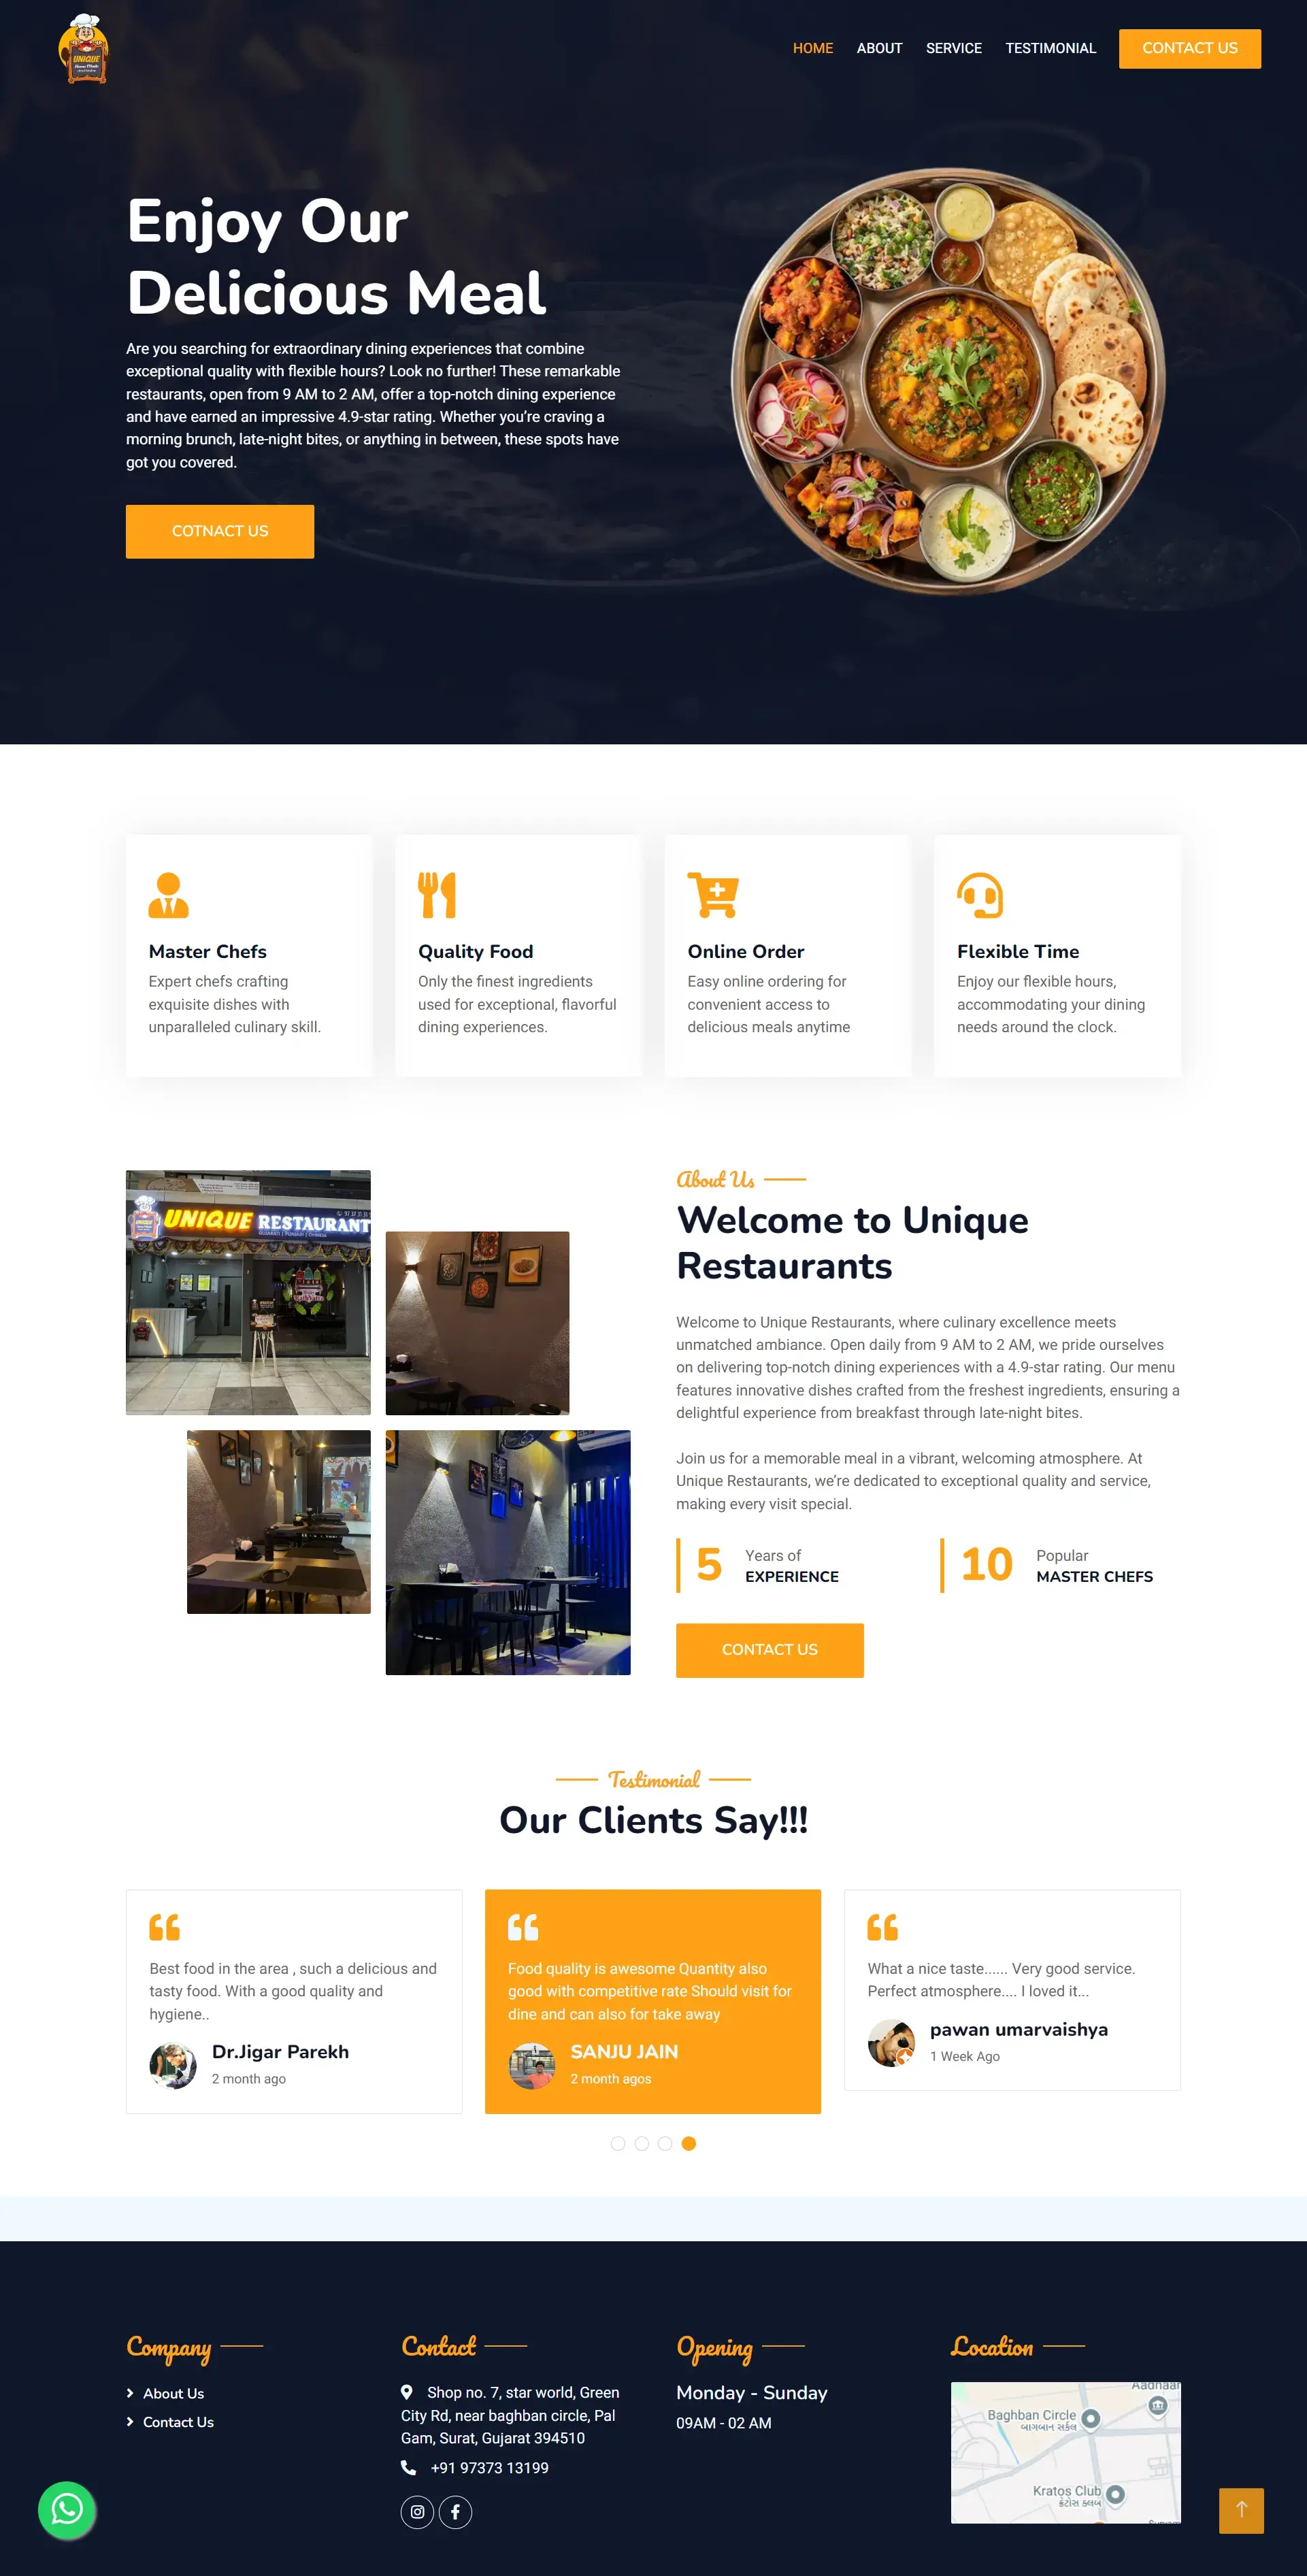 UNIQUE
HOME
ABOUT
SERVICE
TESTIMONIAL
CONTACT US
Enjoy Our
Delicious Meal
Are you searching for extraordinary dining experiences that combine
exceptional quality with flexible hours? Look no further! These remarkable
restaurants, open from 9 AM to 2 AM, offer a top-notch dining experience
and have earned an impressive 4.9-star rating. Whether you're craving a
morning brunch, late-night bites, or anything in between, these spots have
got you covered.
COTNACT US
Master Chefs
Expert chefs crafting
exquisite dishes with
unparalleled culinary skill.
Quality Food
Only the finest ingredients
used for exceptional, flavorful
dining experiences.
Online Order
Easy online ordering for
convenient access to
delicious meals anytime
Flexible Time
Enjoy our flexible hours,
accommodating your dining
needs around the clock.
UNIQUE RESTAURANT
About Us
Welcome to Unique
Restaurants
Welcome to Unique Restaurants, where culinary excellence meets
unmatched ambiance. Open daily from 9 AM to 2 AM, we pride ourselves
on delivering top-notch dining experiences with a 4.9-star rating. Our menu
features innovative dishes crafted from the freshest ingredients, ensuring a
delightful experience from breakfast through late-night bites.
Join us for a memorable meal in a vibrant, welcoming atmosphere. At
Unique Restaurants, we're dedicated to exceptional quality and service,
making every visit special.
5
Years of
EXPERIENCE
10
Popular
MASTER CHEFS
CONTACT US
Testimonial
Our Clients Say!!!
Best food in the area , such a delicious and
tasty food. With a good quality and
hygiene..
Dr.Jigar Parekh
2 month ago
Food quality is awesome Quantity also
good with competitive rate Should visit for
dine and can also for take away
SANJU JAIN
2 month agos
What a nice taste...... Very good service.
Perfect atmosphere.... I loved it...
pawan umarvaishya
1 Week Ago
Company
About Us
Contact Us
Contact
Shop no. 7, star world, Green
City Rd, near baghban circle, Pal
Gam, Surat, Gujarat 394510
+91 97373 13199
Opening
Monday - Sunday
09AM - 02 AM
Location
Baghban Circle
બાગબાન સર્કલ
Kratos Club
ક્રેટોસ ક્લબ